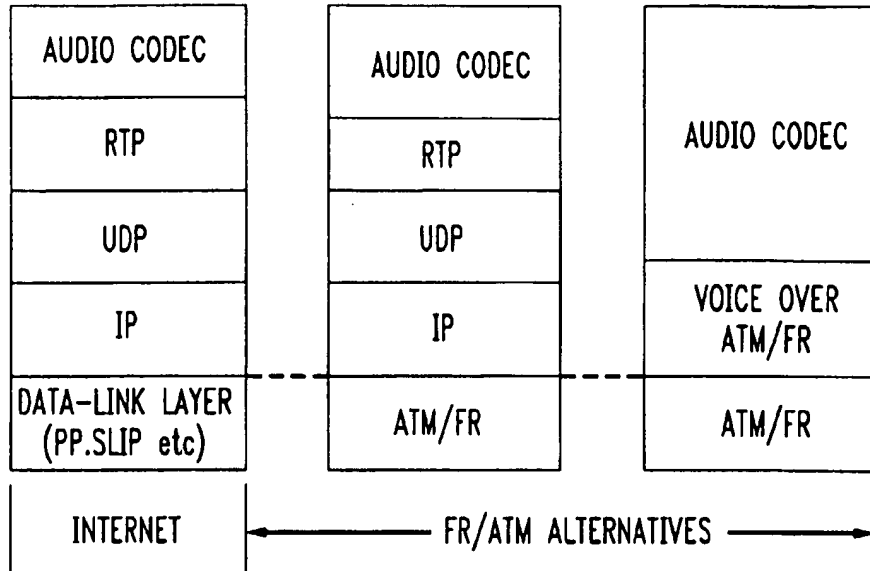 AUDIO CODEC
RTP
UDP
IP
DATA-LINK LAYER
(PP.SLIP etc)
INTERNET
AUDIO CODEC
RTP
UDP
IP
ATM/FR
AUDIO CODEC
VOICE OVER
ATM/FR
ATM/FR
FR/ATM ALTERNATIVES